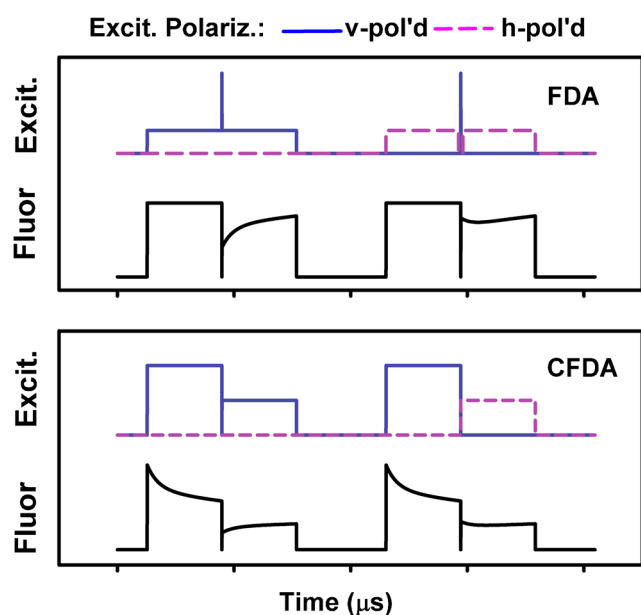 Excit. Polariz.: v-pol'd h-pol'd
FDA
Excit.
Fluor
CFDA
Excit.
Fluor
Time (μs)